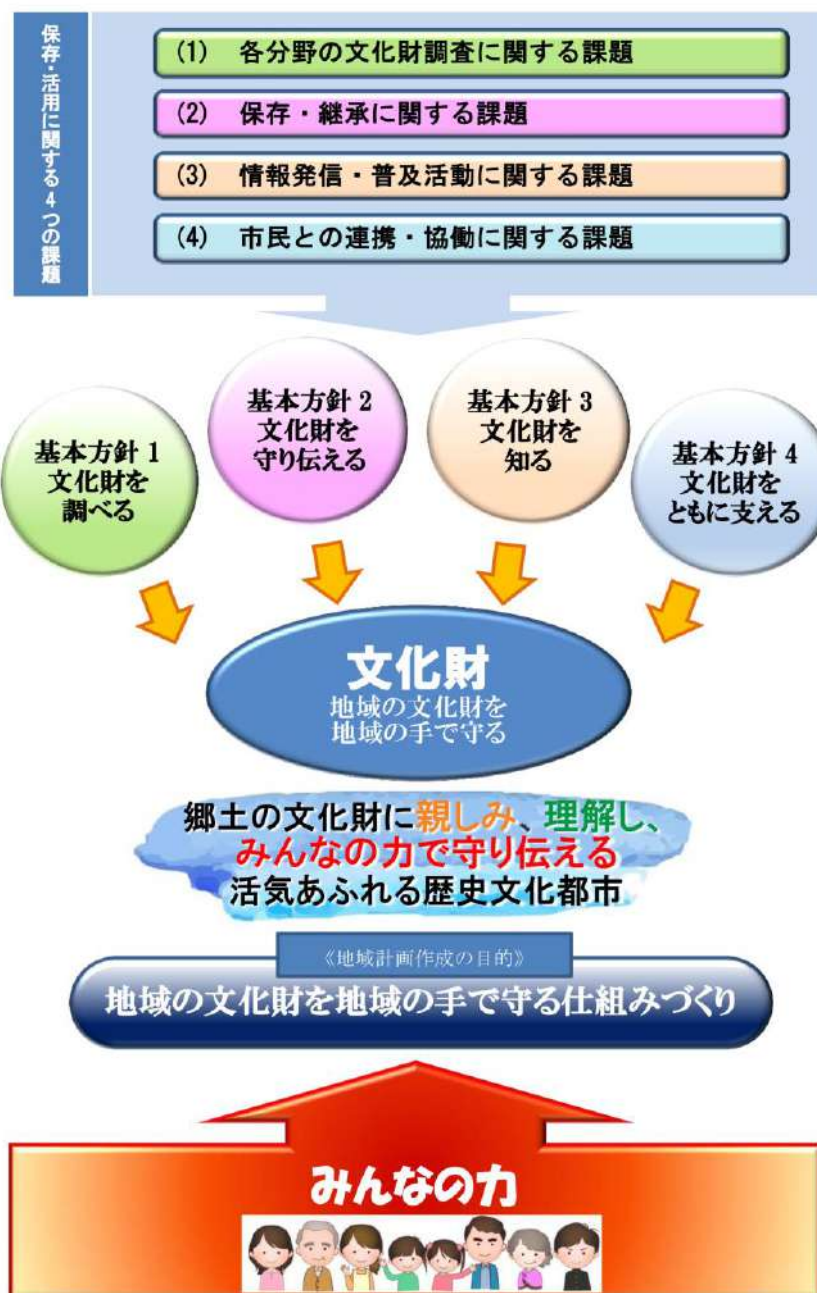 保存・活用に関する4つの課題
(1) 各分野の文化財調査に関する課題
(2) 保存・継承に関する課題
(3) 情報発信・普及活動に関する課題
(4) 市民との連携・協働に関する課題
基本方針1
文化財を
調べる
基本方針2
文化財を
守り伝える
基本方針3
文化財を
知る
基本方針4
文化財を
ともに支える
文化財
地域の文化財を
地域の手で守る
郷土の文化財に親しみ、理解し、
みんなの力で守り伝える
活気あふれる歴史文化都市
《地域計画作成の目的》
地域の文化財を地域の手で守る仕組みづくり
みんなの力